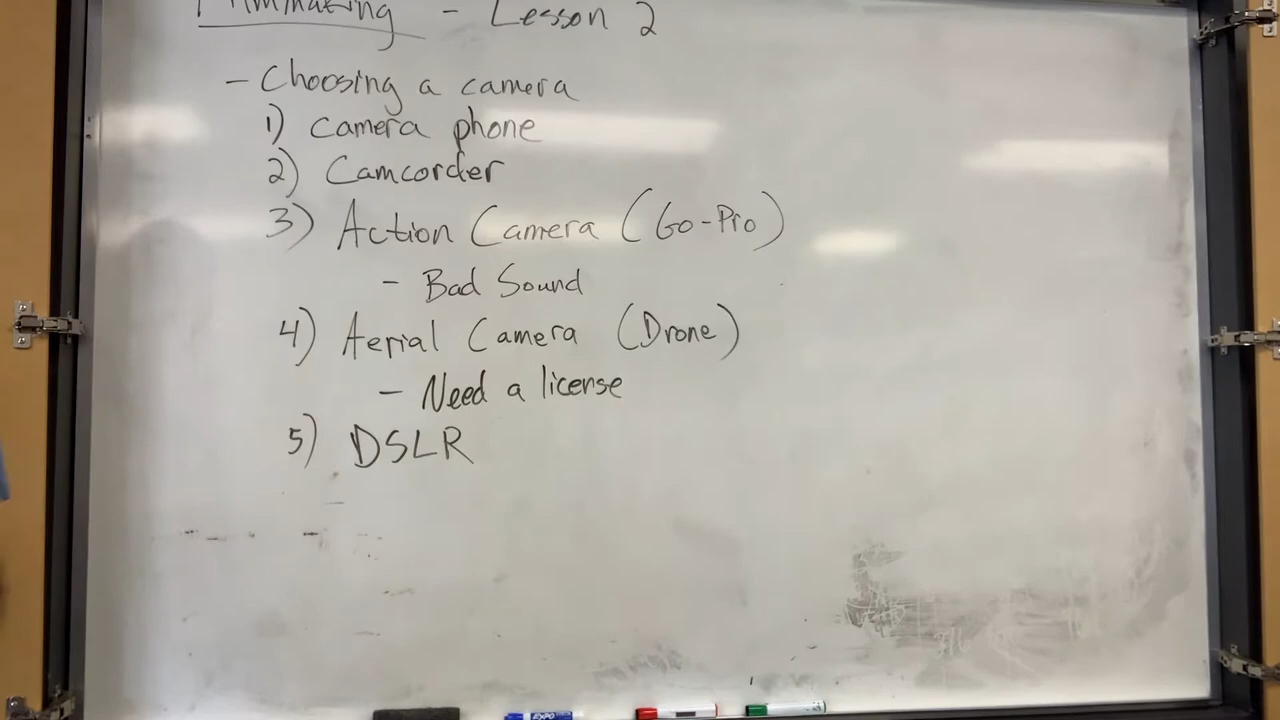 Filmmaking - Lesson 2
- Choosing a camera
1) Camera phone
2) Camcorder
3) Action Camera (Go-Pro)
- Bad Sound
4) Aerial Camera (Drone)
- Need a license
5) DSLR
EXPO